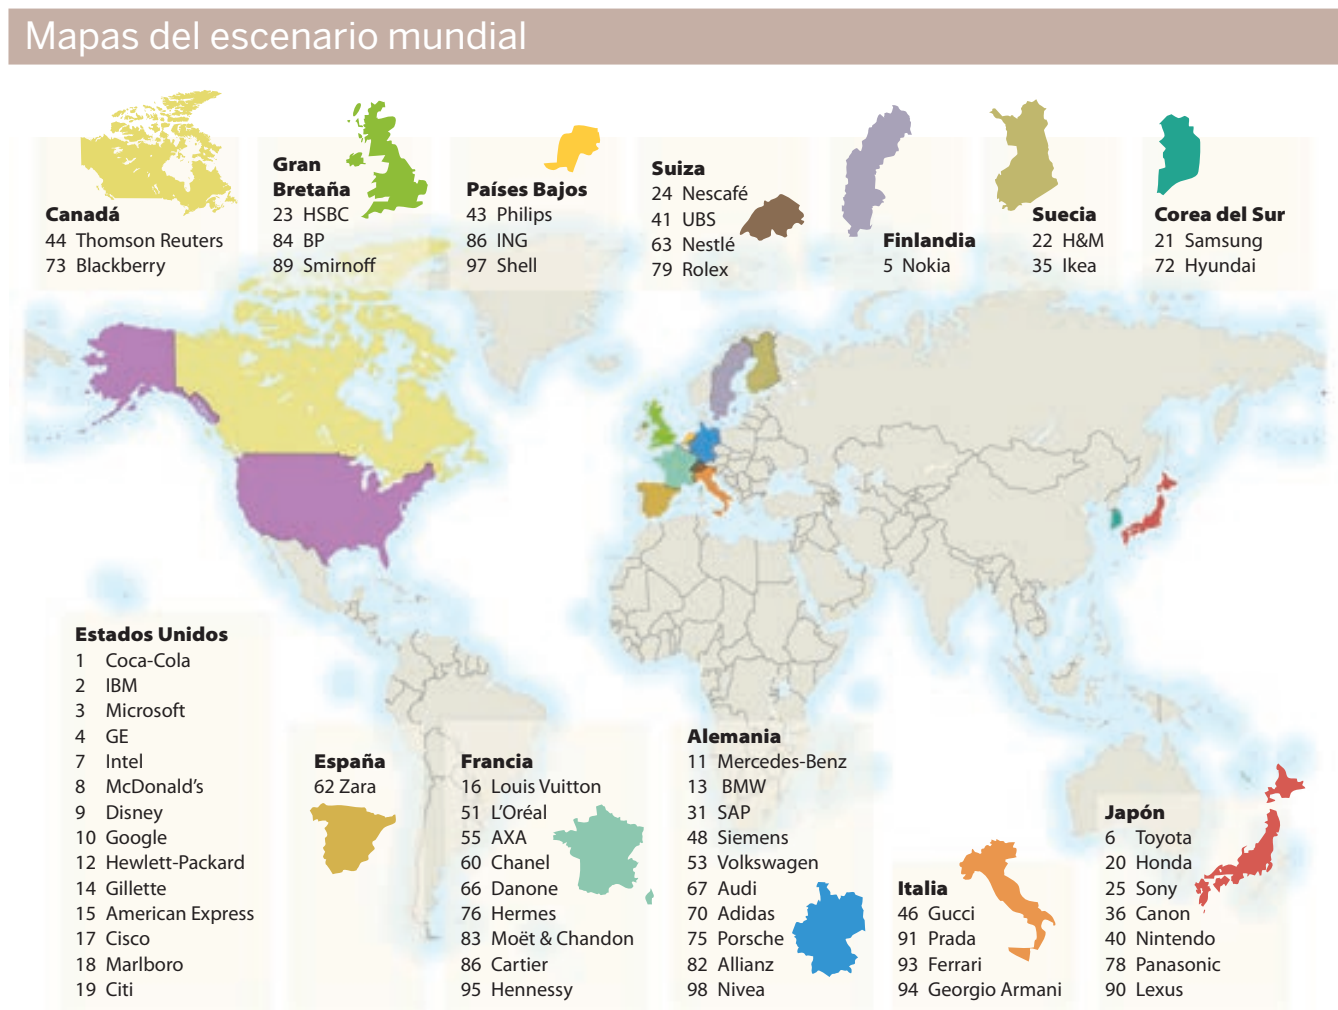 Mapas del escenario mundial
Canadá
44 Thomson Reuters
73 Blackberry
Gran
Bretaña
23 HSBC
84 BP
89 Smirnoff
Países Bajos
43 Philips
86 ING
97 Shell
Suiza
24 Nescafé
41 UBS
63 Nestlé
79 Rolex
Finlandia
5 Nokia
Suecia
22 H&M
35 Ikea
Corea del Sur
21 Samsung
72 Hyundai
Estados Unidos
1 Coca-Cola
2 IBM
3 Microsoft
4 GE
7 Intel
8 McDonald’s
9 Disney
10 Google
12 Hewlett-Packard
14 Gillette
15 American Express
17 Cisco
18 Marlboro
19 Citi
España
62 Zara
Francia
16 Louis Vuitton
51 L’Oréal
55 AXA
60 Chanel
66 Danone
76 Hermes
83 Moët & Chandon
86 Cartier
95 Hennessy
Alemania
11 Mercedes-Benz
13 BMW
31 SAP
48 Siemens
53 Volkswagen
67 Audi
70 Adidas
75 Porsche
82 Allianz
98 Nivea
Italia
46 Gucci
91 Prada
93 Ferrari
94 Georgio Armani
Japón
6 Toyota
20 Honda
25 Sony
36 Canon
40 Nintendo
78 Panasonic
90 Lexus